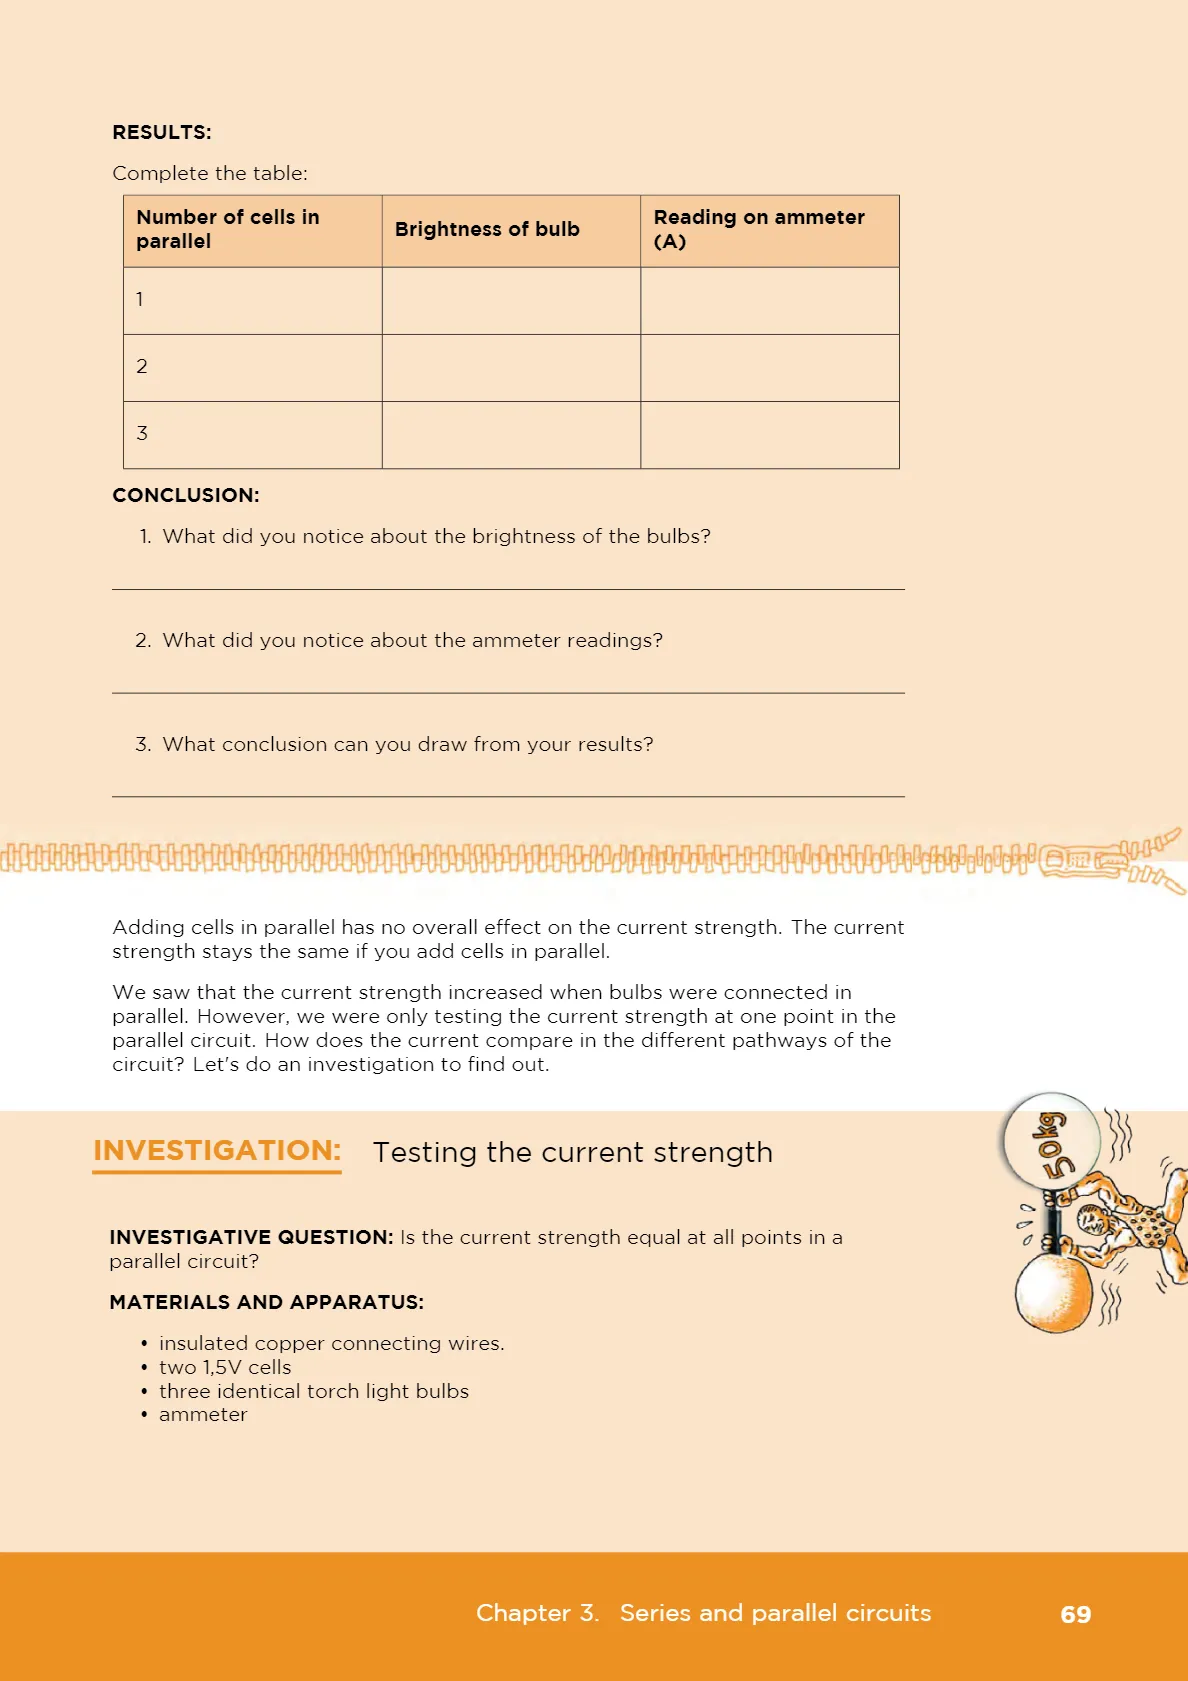 RESULTS:
Complete the table:
Number of cells in parallel
Brightness of bulb
Reading on ammeter (A)
1
2
3
CONCLUSION:
1. What did you notice about the brightness of the bulbs?
2. What did you notice about the ammeter readings?
3. What conclusion can you draw from your results?
Adding cells in parallel has no overall effect on the current strength. The current
strength stays the same if you add cells in parallel.
We saw that the current strength increased when bulbs were connected in
parallel. However, we were only testing the current strength at one point in the
parallel circuit. How does the current compare in the different pathways of the
circuit? Let's do an investigation to find out.
INVESTIGATION: Testing the current strength
50kg
INVESTIGATIVE QUESTION: Is the current strength equal at all points in a
parallel circuit?
MATERIALS AND APPARATUS:
• insulated copper connecting wires.
• two 1,5V cells
• three identical torch light bulbs
• ammeter
Chapter 3. Series and parallel circuits 69